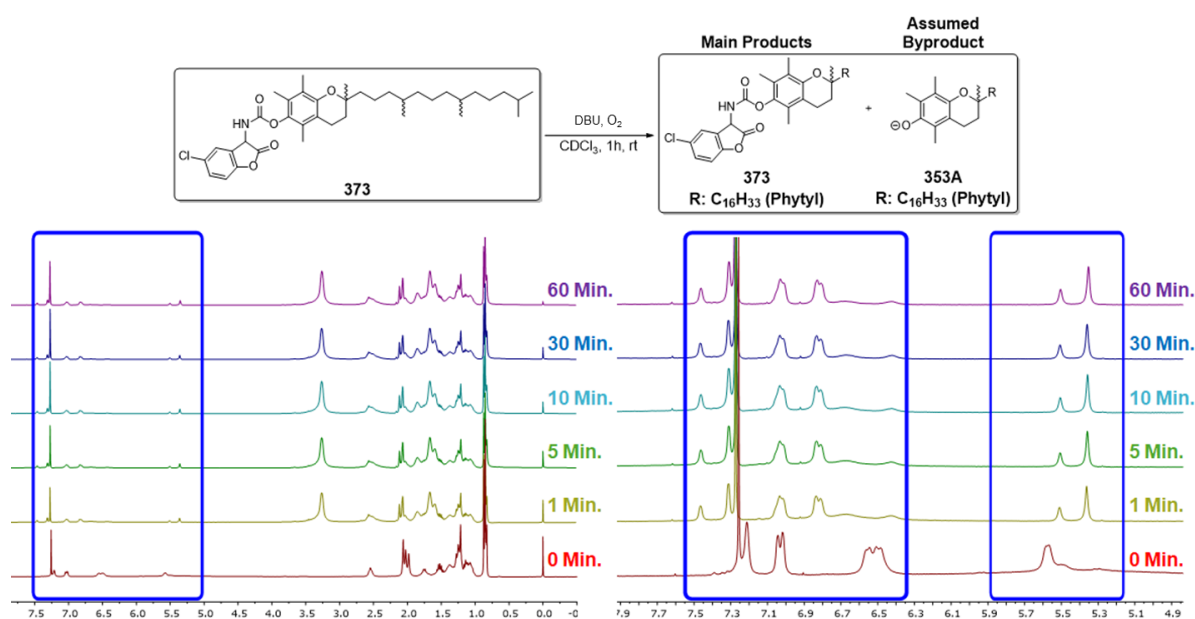 Main Products
Assumed
Byproduct
O
R
O
NH
O
O
Cl
O
O
373
DBU, O₂
CDCl₃, 1h, rt
O
R
O
NH
O
O
Cl
O
373
R: C₁₆H₃₃ (Phytyl)
+
O
R
⊖O
353A
R: C₁₆H₃₃ (Phytyl)
60 Min.
30 Min.
10 Min.
5 Min.
1 Min.
0 Min.
7.5 7.0 6.5 6.0 5.5 5.0 4.5 4.0 3.5 3.0 2.5 2.0 1.5 1.0 0.5 0.0
60 Min.
30 Min.
10 Min.
5 Min.
1 Min.
0 Min.
7.9 7.7 7.5 7.3 7.1 6.9 6.7 6.5 6.3 6.1 5.9 5.7 5.5 5.3 5.1 4.9